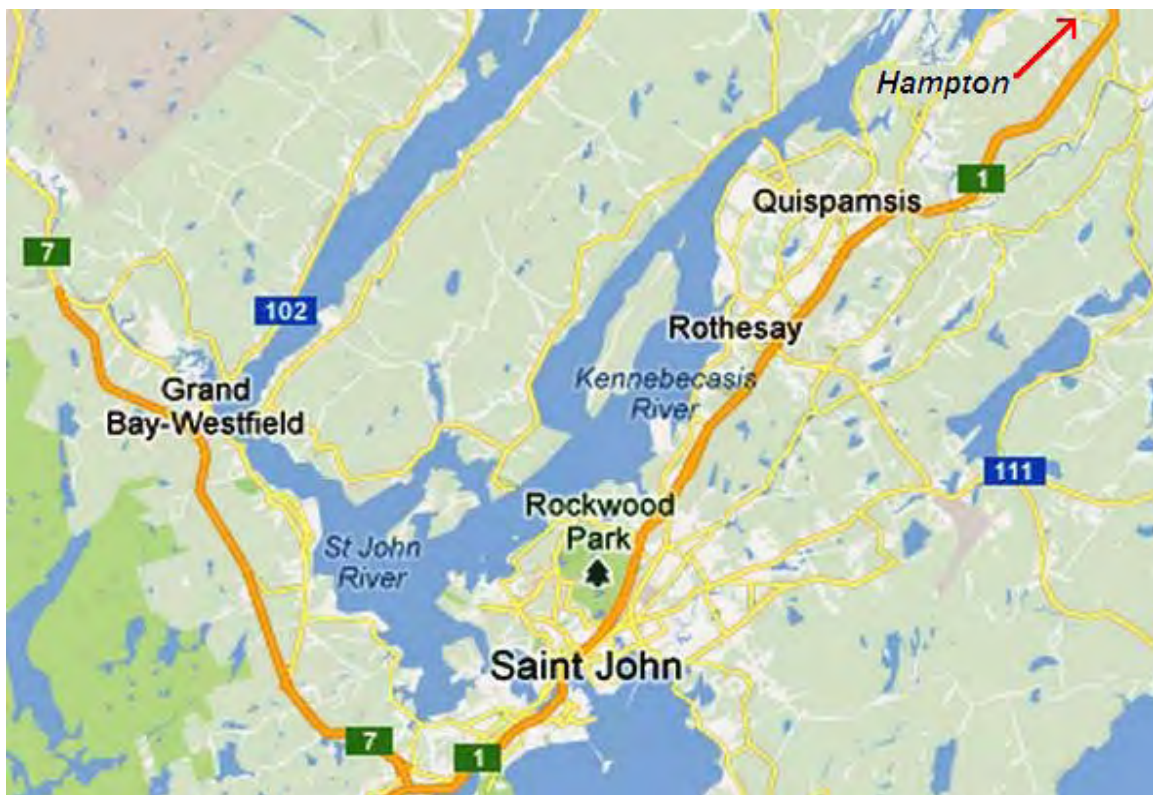 Hampton
1
Quispamsis
7
102
Rothesay
Kennebecasis
River
Grand
Bay-Westfield
111
Rockwood
Park
St John
River
Saint John
7
1